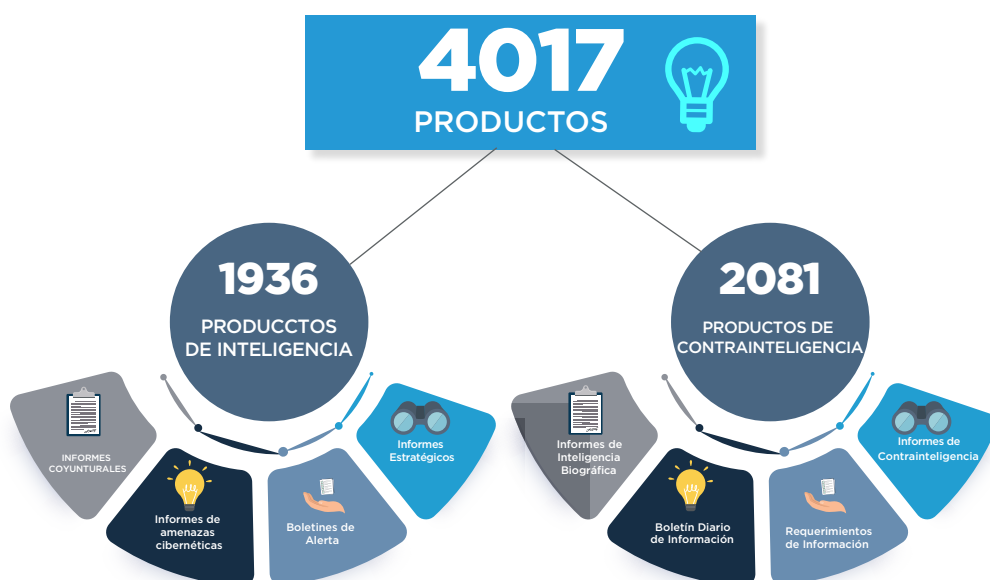 4017
PRODUCTOS
1936
PRODUCCTOS
DE INTELIGENCIA
INFORMES
COYUNTURALES
Informes de
amenazas
cibernéticas
Boletines de
Alerta
Informes
Estratégicos
2081
PRODUCTOS DE
CONTRAINTELIGENCIA
Informes de
Inteligencia
Biográfica
Boletín Diario
de Información
Requerimientos
de Información
Informes de
Contrainteligencia